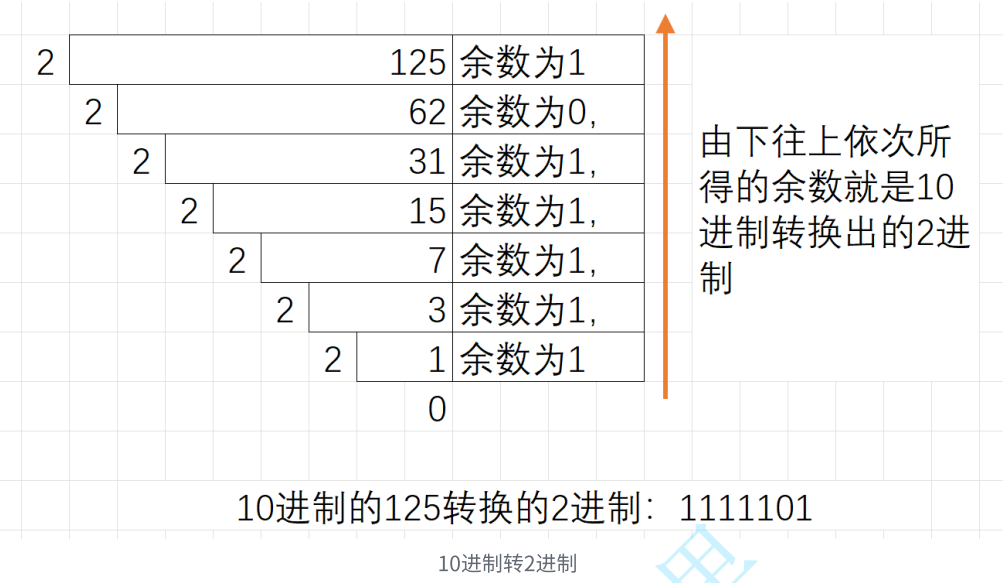 2 125 余数为1
2 62 余数为0,
2 31 余数为1,
2 15 余数为1,
2 7 余数为1,
2 3 余数为1,
2 1 余数为1
0
由下往上依次所
得的余数就是10
进制转换出的2进
制
10进制的125转换的2进制：1111101
10进制转2进制